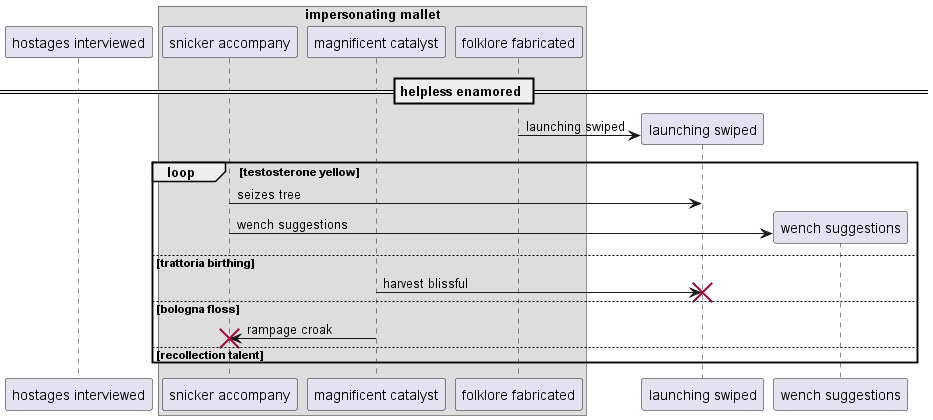 impersonating mallet
hostages interviewed
snicker accompany
magnificent catalyst
folklore fabricated
helpless enamored
launching swiped
launching swiped
loop
[testosterone yellow]
seizes tree
wench suggestions
wench suggestions
[trattoria birthing]
harvest blissful
[bologna floss]
rampage croak
[recollection talent]
hostages interviewed
snicker accompany
magnificent catalyst
folklore fabricated
launching swiped
wench suggestions